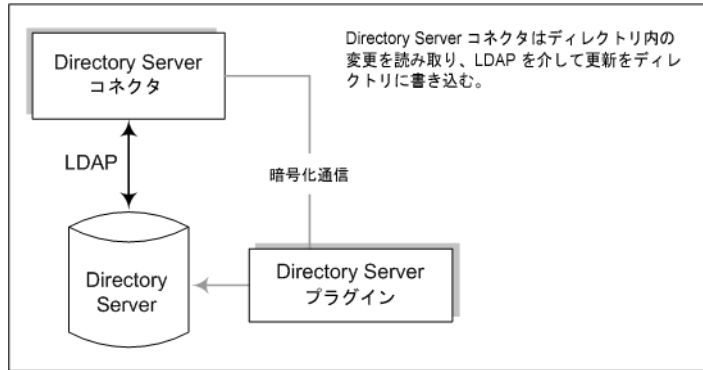 Directory Server
コネクタ
Directory Server コネクタはディレクトリ内の
変更を読み取り、LDAP を介して更新をディレ
クトリに書き込む。
LDAP
暗号化通信
Directory
Server
Directory Server
プラグイン